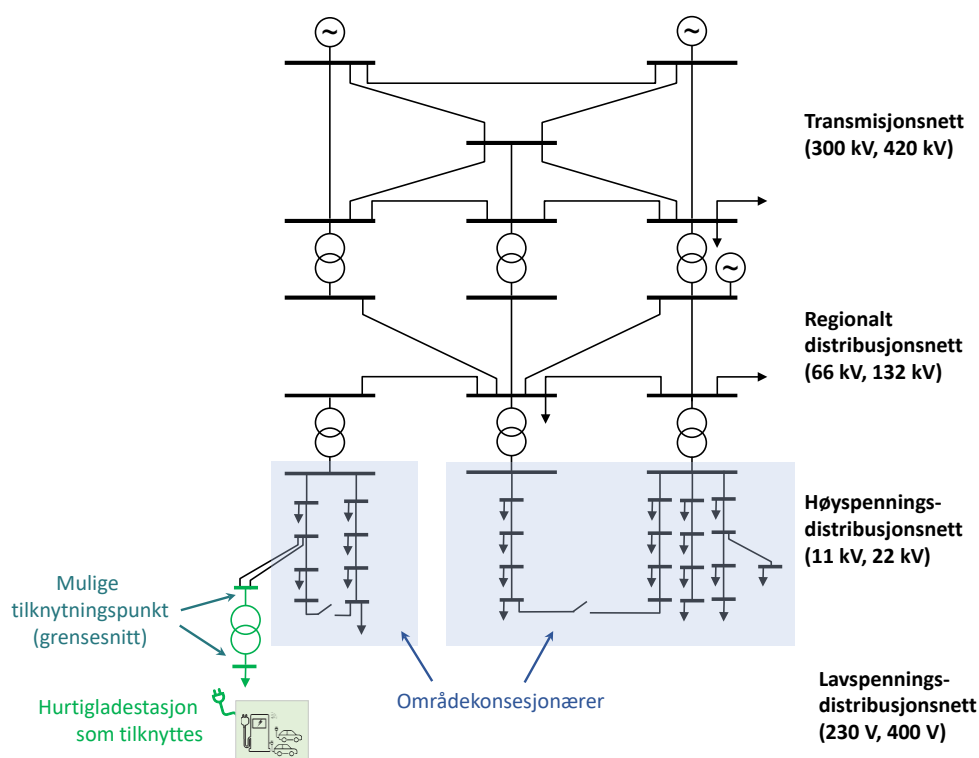 ~
~
Transmisjonsnett
(300 kV, 420 kV)
~
Regionalt
distribusjonsnett
(66 kV, 132 kV)
Høyspennings-
distribusjonsnett
(11 kV, 22 kV)
Mulige
tilknytningspunkt
(grensesnitt)
Områdekonsesjonærer
Hurtigladestasjon
som tilknyttes
Lavspennings-
distribusjonsnett
(230 V, 400 V)